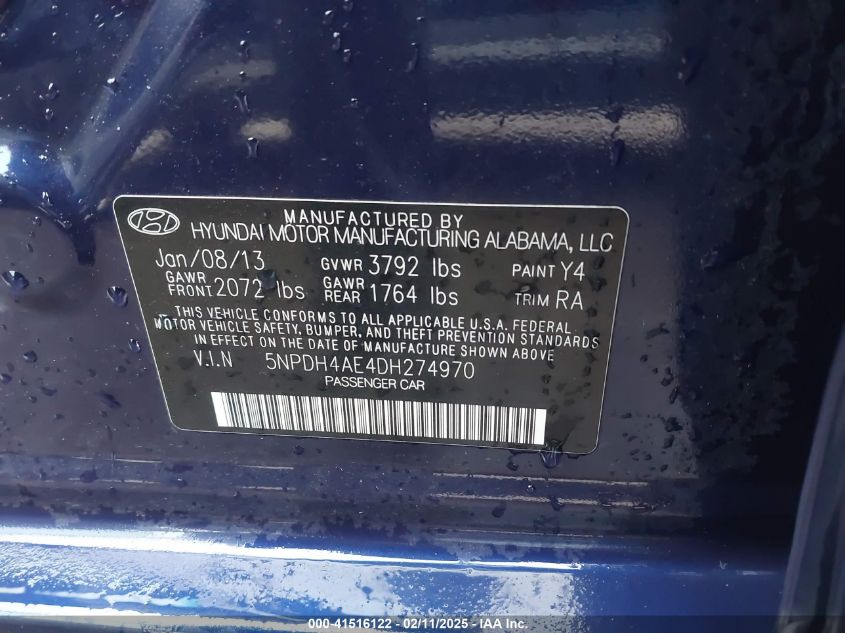 MANUFACTURED BY
HYUNDAI MOTOR MANUFACTURING ALABAMA, LLC
Jan/08/13 GVWR 3792 lbs PAINT Y4
GAWR FRONT 2072 lbs GAWR REAR 1764 lbs TRIM RA
THIS VEHICLE CONFORMS TO ALL APPLICABLE U.S.A. FEDERAL
MOTOR VEHICLE SAFETY, BUMPER, AND THEFT PREVENTION STANDARDS
IN EFFECT ON THE DATE OF MANUFACTURE SHOWN ABOVE
V.I.N 5NPDH4AE4DH274970
PASSENGER CAR
000-41516122 - 02/11/2025 - IAA Inc.